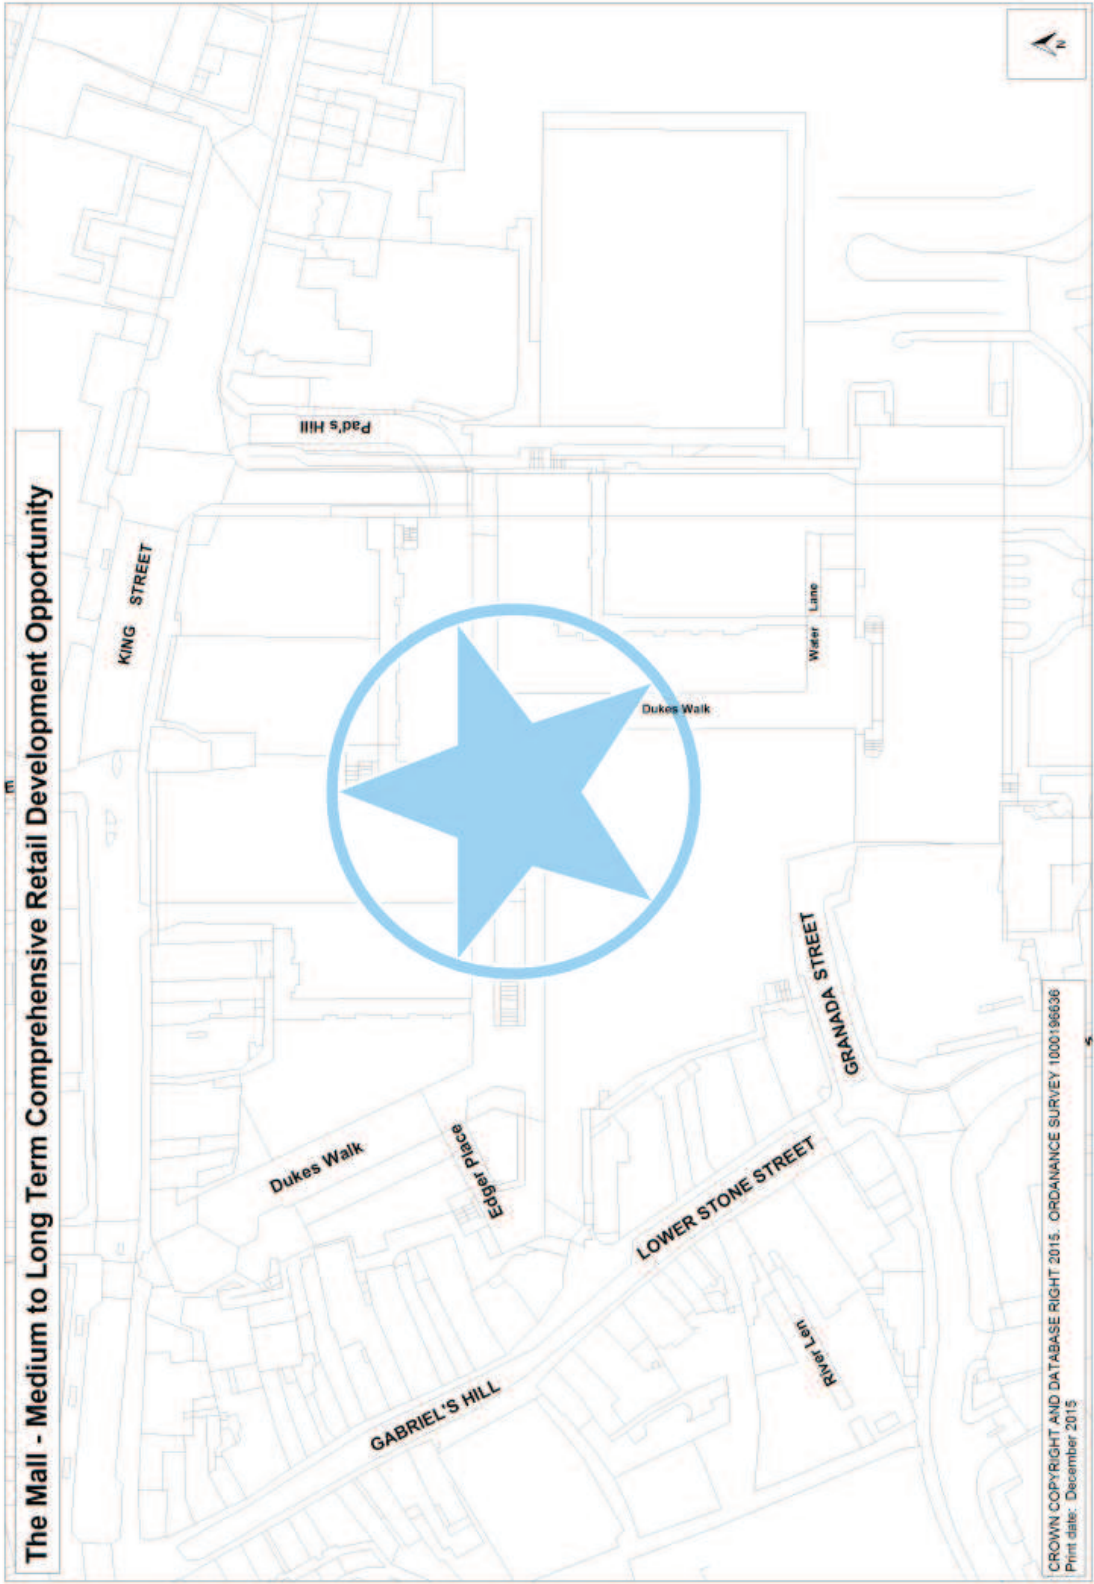 The Mall - Medium to Long Term Comprehensive Retail Development Opportunity
KING STREET
Pad's Hill
Dukes Walk
Water Lane
Dukes Walk
Edger Place
GRANADA STREET
LOWER STONE STREET
GABRIEL'S HILL
River Len
N
CROWN COPYRIGHT AND DATABASE RIGHT 2015. ORDANANCE SURVEY 1000196636
Print date: December 2015